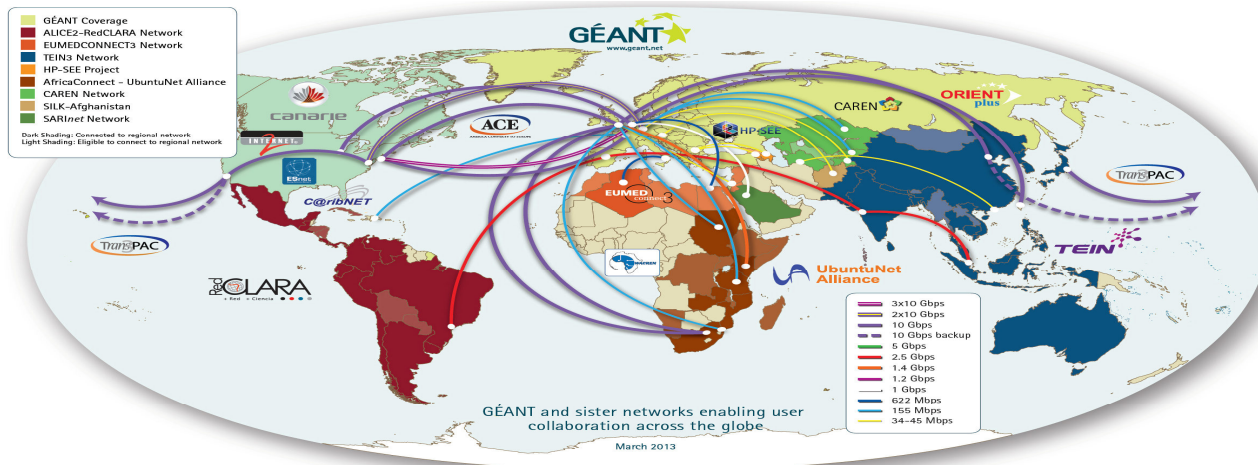 GÉANT Coverage
ALICE2-RedCLARA Network
EUMEDCONNECT3 Network
TEIN3 Network
HP-SEE Project
AfricaConnect - UbuntuNet Alliance
CAREN Network
SILK-Afghanistan
SARInet Network
Dark Shading: Connected to regional network
Light Shading: Eligible to connect to regional network
GÉANT
www.geant.net
canarie
INTERNET
ESnet
C@ribNET
ACE
HP-SEE
CAREN
ORIENT
plus
TransPAC
TransPAC
EUMED
connect
TEIN
Red
CLARA
Red
Ciencia
UbuntuNet
Alliance
3x10 Gbps
2x10 Gbps
10 Gbps
10 Gbps backup
5 Gbps
2.5 Gbps
1.4 Gbps
1.2 Gbps
1 Gbps
622 Mbps
155 Mbps
34-45 Mbps
GÉANT and sister networks enabling user
collaboration across the globe
March 2013